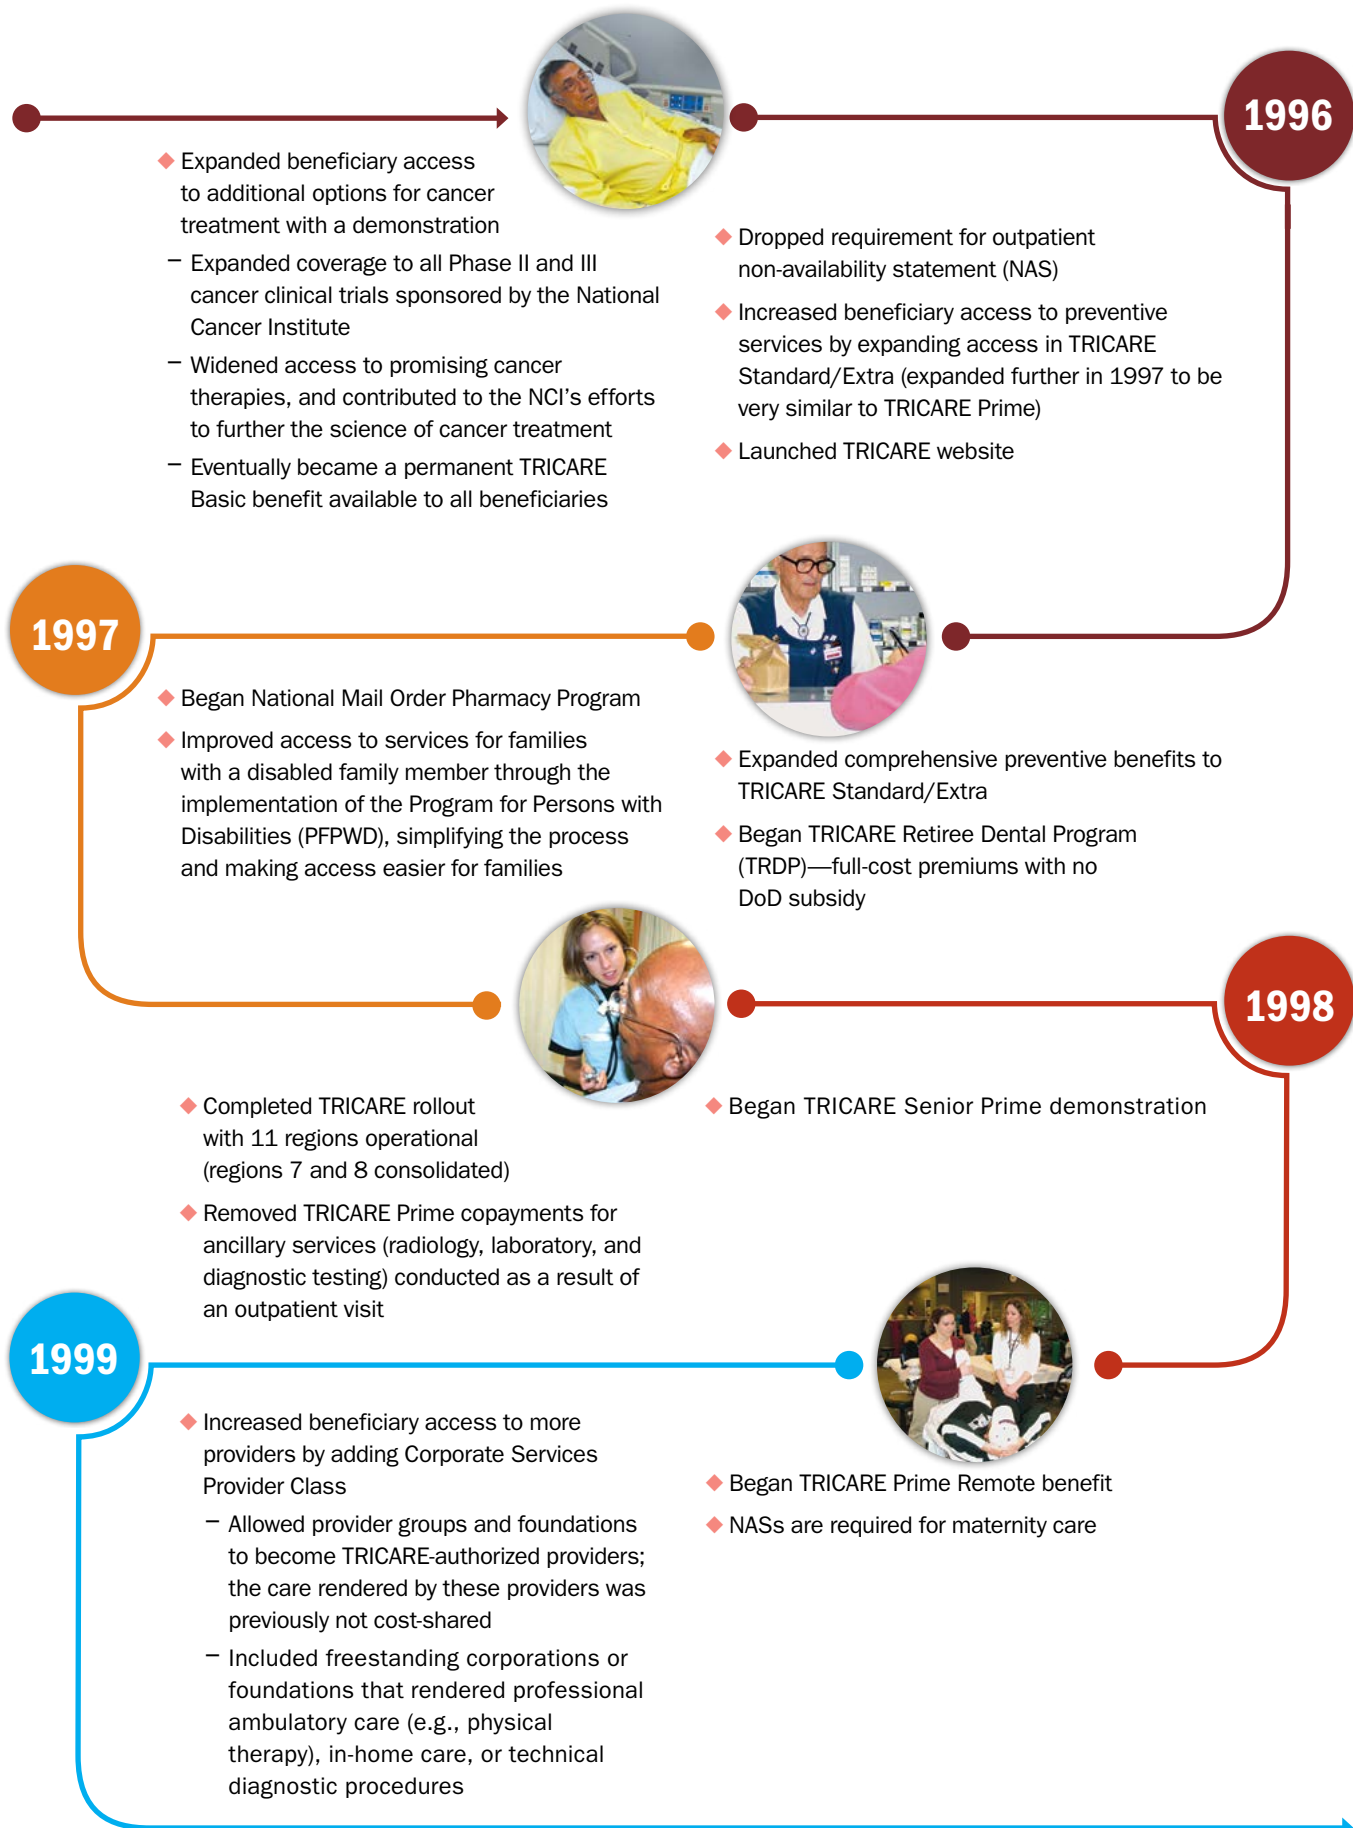 1996
Expanded beneficiary access
to additional options for cancer
treatment with a demonstration
– Expanded coverage to all Phase II and III
cancer clinical trials sponsored by the National
Cancer Institute
– Widened access to promising cancer
therapies, and contributed to the NCI's efforts
to further the science of cancer treatment
– Eventually became a permanent TRICARE
Basic benefit available to all beneficiaries
Dropped requirement for outpatient
non-availability statement (NAS)
Increased beneficiary access to preventive
services by expanding access in TRICARE
Standard/Extra (expanded further in 1997 to be
very similar to TRICARE Prime)
Launched TRICARE website
1997
Began National Mail Order Pharmacy Program
Improved access to services for families
with a disabled family member through the
implementation of the Program for Persons with
Disabilities (PFPWD), simplifying the process
and making access easier for families
Expanded comprehensive preventive benefits to
TRICARE Standard/Extra
Began TRICARE Retiree Dental Program
(TRDP)—full-cost premiums with no
DoD subsidy
1998
Completed TRICARE rollout
with 11 regions operational
(regions 7 and 8 consolidated)
Removed TRICARE Prime copayments for
ancillary services (radiology, laboratory, and
diagnostic testing) conducted as a result of
an outpatient visit
Began TRICARE Senior Prime demonstration
1999
Increased beneficiary access to more
providers by adding Corporate Services
Provider Class
– Allowed provider groups and foundations
to become TRICARE-authorized providers;
the care rendered by these providers was
previously not cost-shared
– Included freestanding corporations or
foundations that rendered professional
ambulatory care (e.g., physical
therapy), in-home care, or technical
diagnostic procedures
Began TRICARE Prime Remote benefit
NASs are required for maternity care